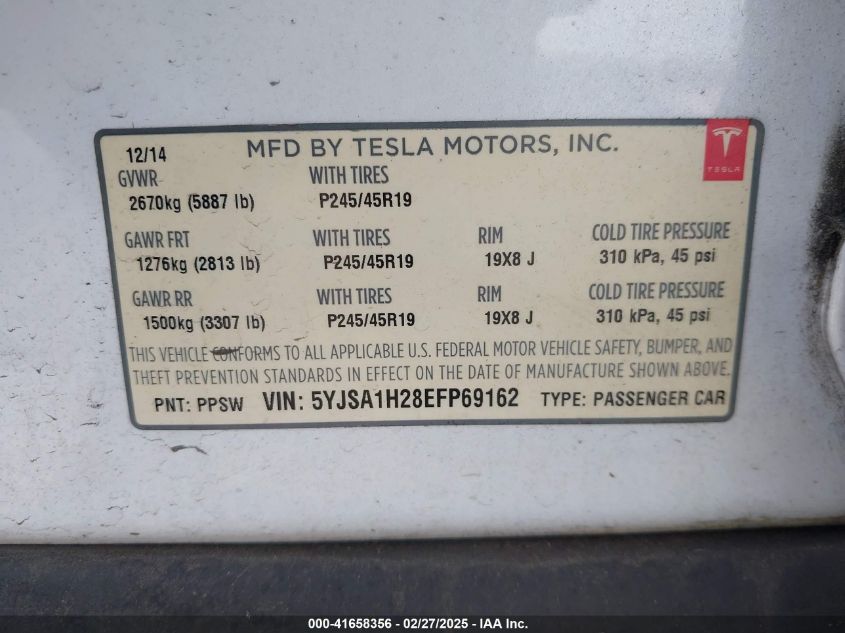 12/14 MFD BY TESLA MOTORS, INC.
TESLA
GVWR WITH TIRES
2670kg (5887 lb) P245/45R19
GAWR FRT WITH TIRES RIM COLD TIRE PRESSURE
1276kg (2813 lb) P245/45R19 19X8 J 310 kPa, 45 psi
GAWR RR WITH TIRES RIM COLD TIRE PRESSURE
1500kg (3307 lb) P245/45R19 19X8 J 310 kPa, 45 psi
THIS VEHICLE CONFORMS TO ALL APPLICABLE U.S. FEDERAL MOTOR VEHICLE SAFETY, BUMPER, AND
THEFT PREVENTION STANDARDS IN EFFECT ON THE DATE OF MANUFACTURE SHOWN ABOVE.
PNT: PPSW VIN: 5YJSA1H28EFP69162 TYPE: PASSENGER CAR
000-41658356 - 02/27/2025 - IAA Inc.